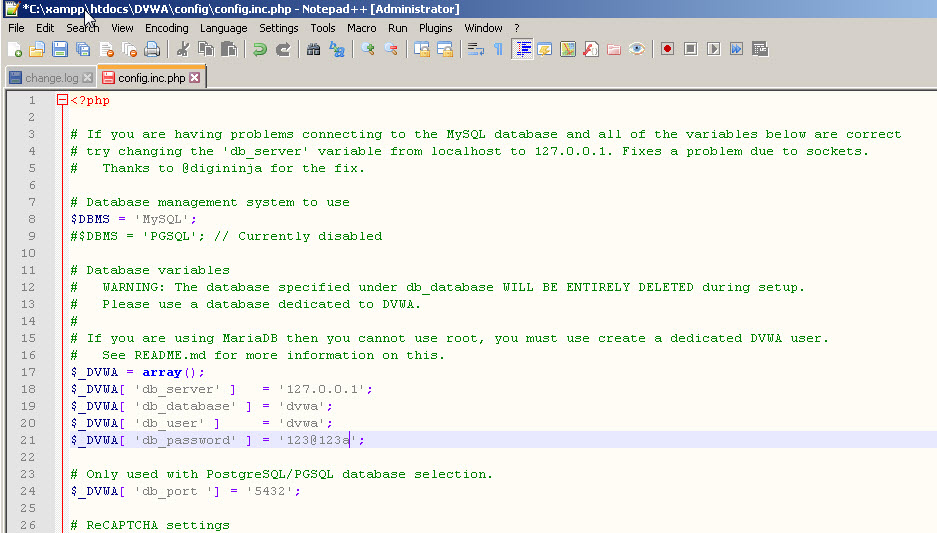 *C:\xampp\htdocs\DVWA\config\config.inc.php - Notepad++ [Administrator]
File Edit Search View Encoding Language Settings Tools Macro Run Plugins Window ?
change.log config.inc.php
1 <?php
2
3 # If you are having problems connecting to the MySQL database and all of the variables below are correct
4 # try changing the 'db_server' variable from localhost to 127.0.0.1. Fixes a problem due to sockets.
5 #   Thanks to @digininja for the fix.
6
7 # Database management system to use
8 $DBMS = 'MySQL';
9 #$DBMS = 'PGSQL'; // Currently disabled
10
11 # Database variables
12 #   WARNING: The database specified under db_database WILL BE ENTIRELY DELETED during setup.
13 #   Please use a database dedicated to DVWA.
14 #
15 # If you are using MariaDB then you cannot use root, you must use create a dedicated DVWA user.
16 #   See README.md for more information on this.
17 $_DVWA = array();
18 $_DVWA[ 'db_server' ]   = '127.0.0.1';
19 $_DVWA[ 'db_database' ] = 'dvwa';
20 $_DVWA[ 'db_user' ]     = 'dvwa';
21 $_DVWA[ 'db_password' ] = '123@123a';
22
23 # Only used with PostgreSQL/PGSQL database selection.
24 $_DVWA[ 'db_port '] = '5432';
25
26 # ReCAPTCHA settings